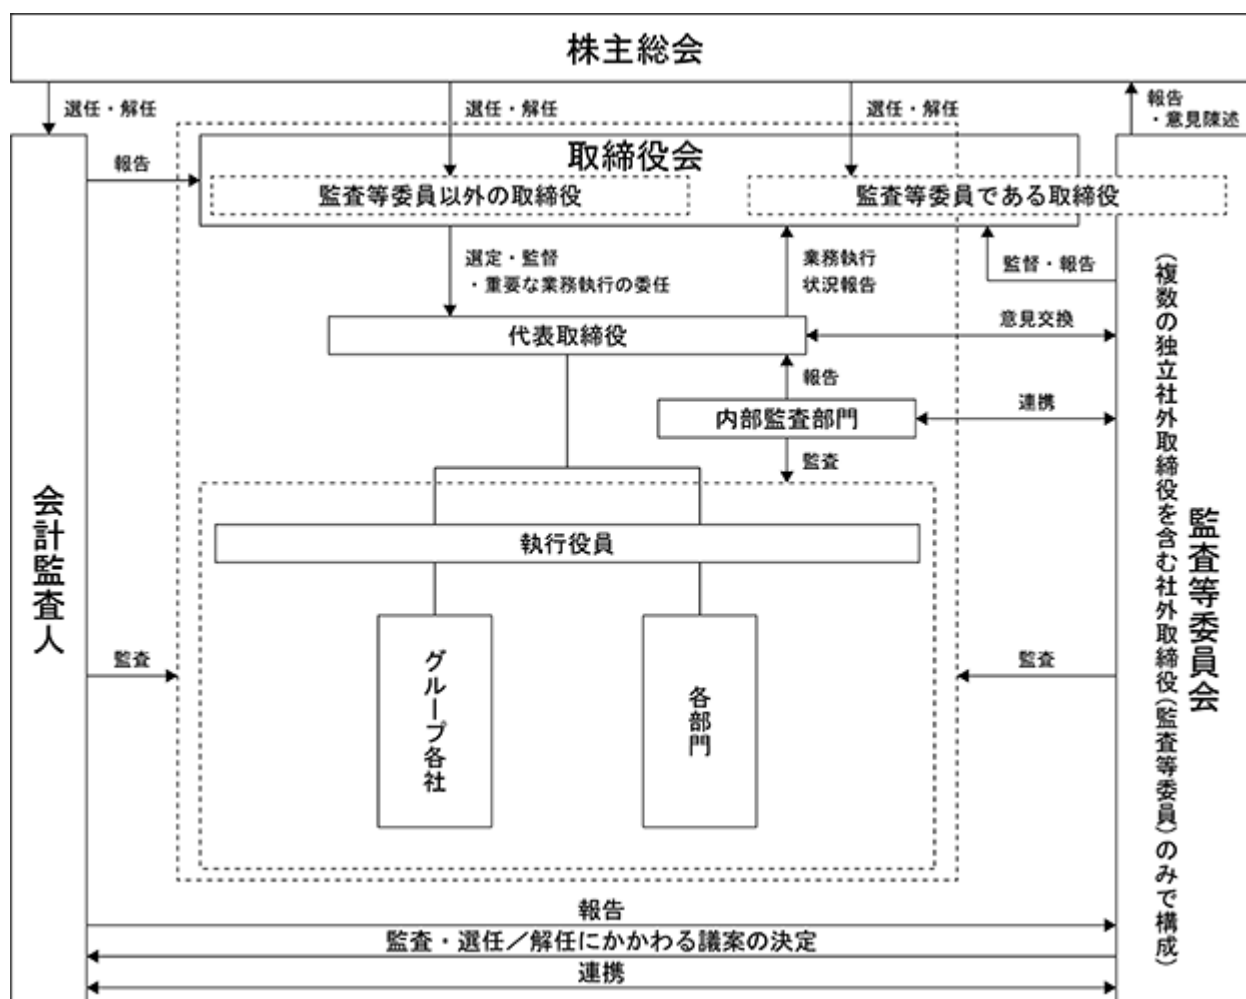 株主総会
選任・解任
選任・解任
選任・解任
報告
・意見陳述
報告
取締役会
監査等委員以外の取締役
監査等委員である取締役
選定・監督
・重要な業務執行の委任
業務執行
状況報告
監督・報告
代表取締役
意見交換
報告
内部監査部門
連携
監査
執行役員
会計監査人
監査等委員会
（複数の独立社外取締役を含む社外取締役（監査等委員）のみで構成）
グループ各社
各部門
監査
監査
報告
監査・選任／解任にかかわる議案の決定
連携